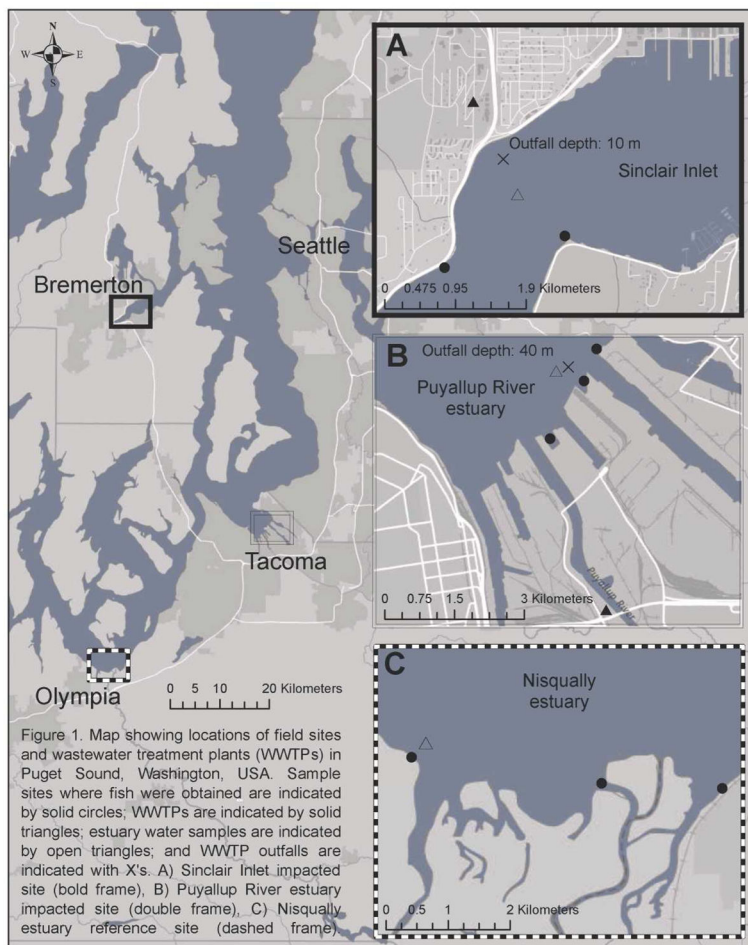 N
W E
S
Seattle
Bremerton
Tacoma
Olympia
0 5 10 20 Kilometers
Figure 1. Map showing locations of field sites
and wastewater treatment plants (WWTPs) in
Puget Sound, Washington, USA. Sample
sites where fish were obtained are indicated
by solid circles; WWTPs are indicated by solid
triangles; estuary water samples are indicated
by open triangles; and WWTP outfalls are
indicated with X's. A) Sinclair Inlet impacted
site (bold frame), B) Puyallup River estuary
impacted site (double frame), C) Nisqually
estuary reference site (dashed frame).
A
Outfall depth: 10 m
Sinclair Inlet
0 0.475 0.95 1.9 Kilometers
B
Outfall depth: 40 m
Puyallup River
estuary
Puyallup River
0 0.75 1.5 3 Kilometers
C
Nisqually
estuary
0 0.5 1 2 Kilometers